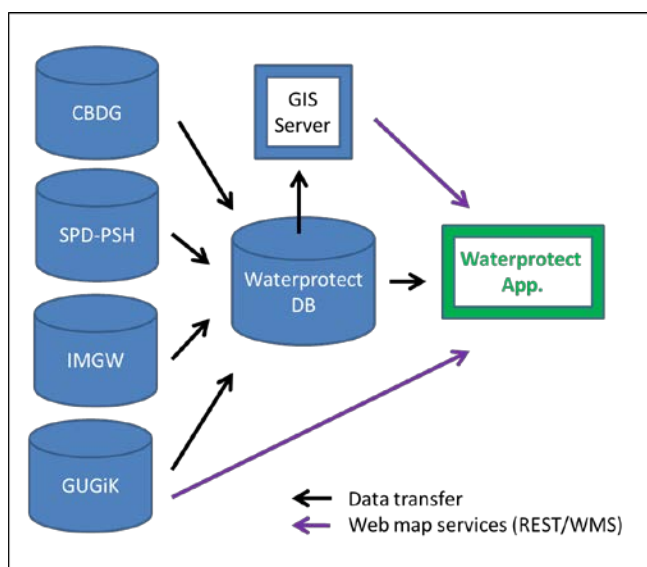 CBDG
SPD-PSH
IMGW
GUGiK
GIS
Server
Waterprotect
DB
Waterprotect
App.
Data transfer
Web map services (REST/WMS)